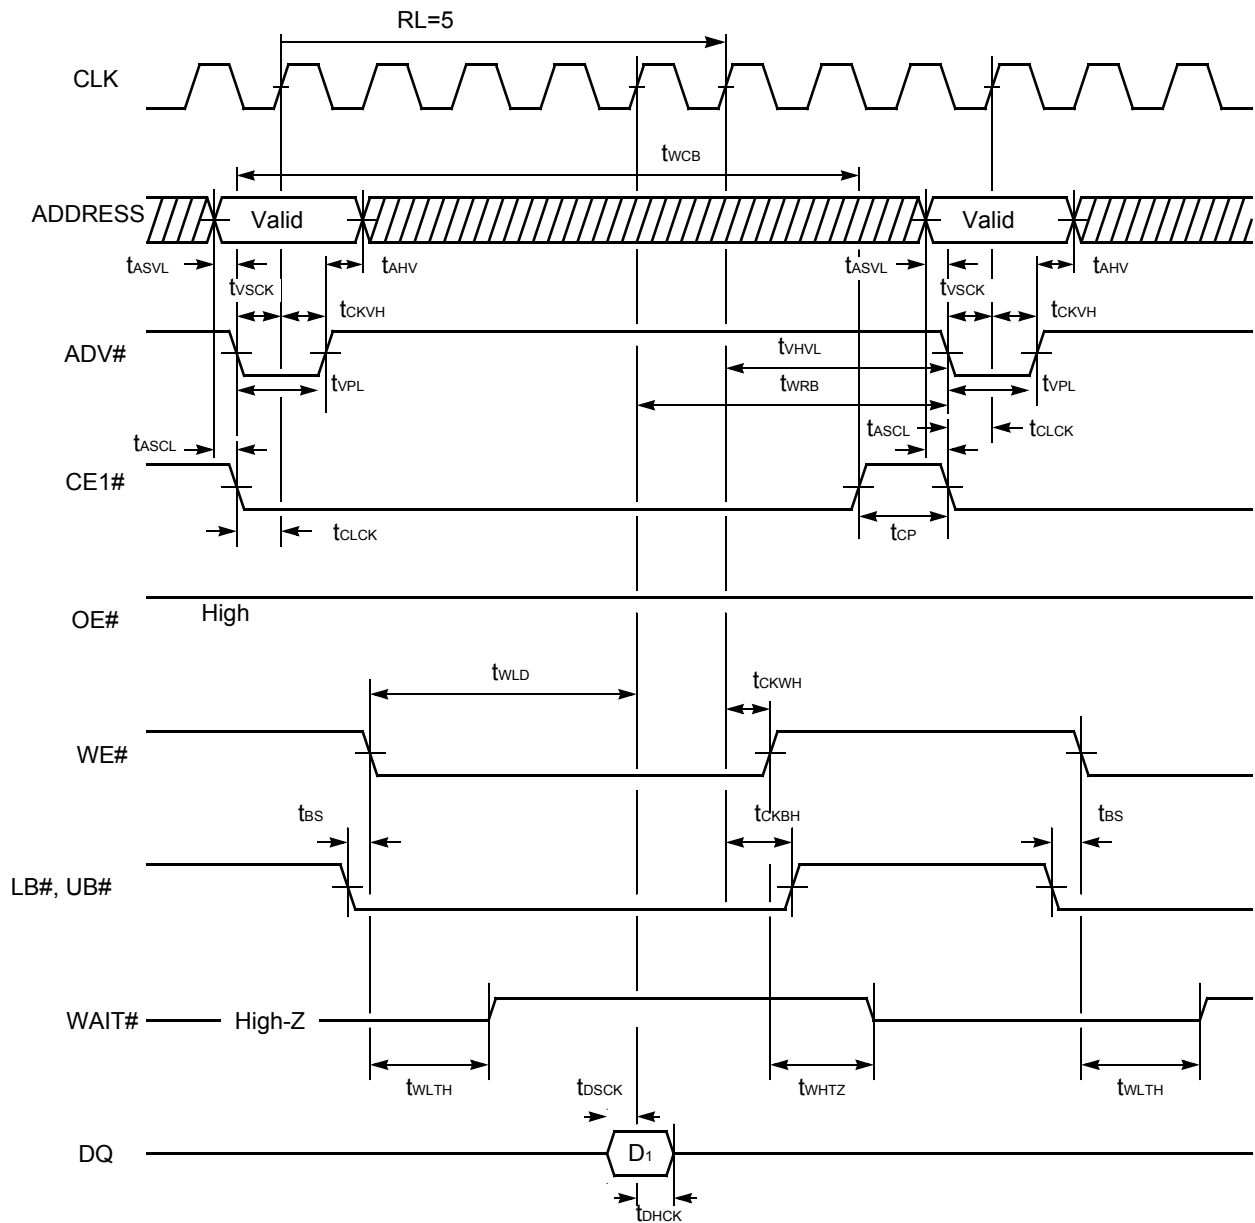 RL=5
CLK
tWCB
ADDRESS
Valid
Valid
tASVL
tAHV
tASVL
tAHV
tVSCK
tVSCK
tCKVH
tCKVH
ADV#
tVHVL
tVPL
tWRB
tVPL
tASCL
tASCL
tCLCK
CE1#
tCLCK
tCP
OE#
High
tWLD
tCKWH
WE#
tBS
tCKBH
tBS
LB#, UB#
WAIT#
High-Z
tWLTH
tDSCK
tWHTZ
tWLTH
DQ
D1
tDHCK